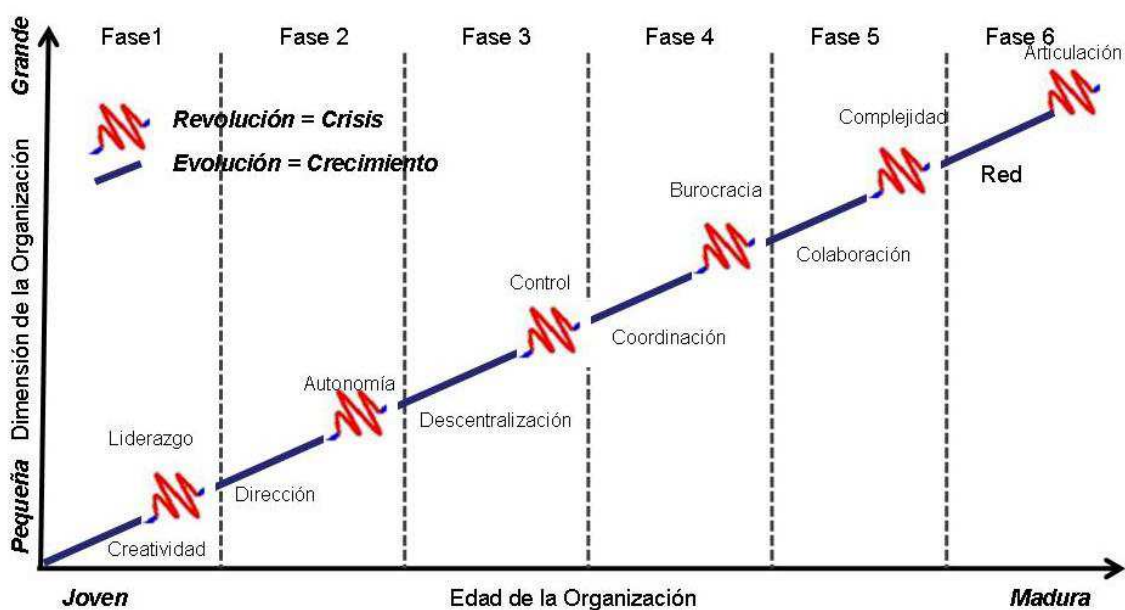 Fase1
Fase 2
Fase 3
Fase 4
Fase 5
Fase 6
Grande
Dimensión de la Organización
Pequeña
Revolución = Crisis
Evolución = Crecimiento
Articulación
Complejidad
Red
Burocracia
Colaboración
Control
Coordinación
Autonomía
Descentralización
Liderazgo
Dirección
Creatividad
Joven
Edad de la Organización
Madura